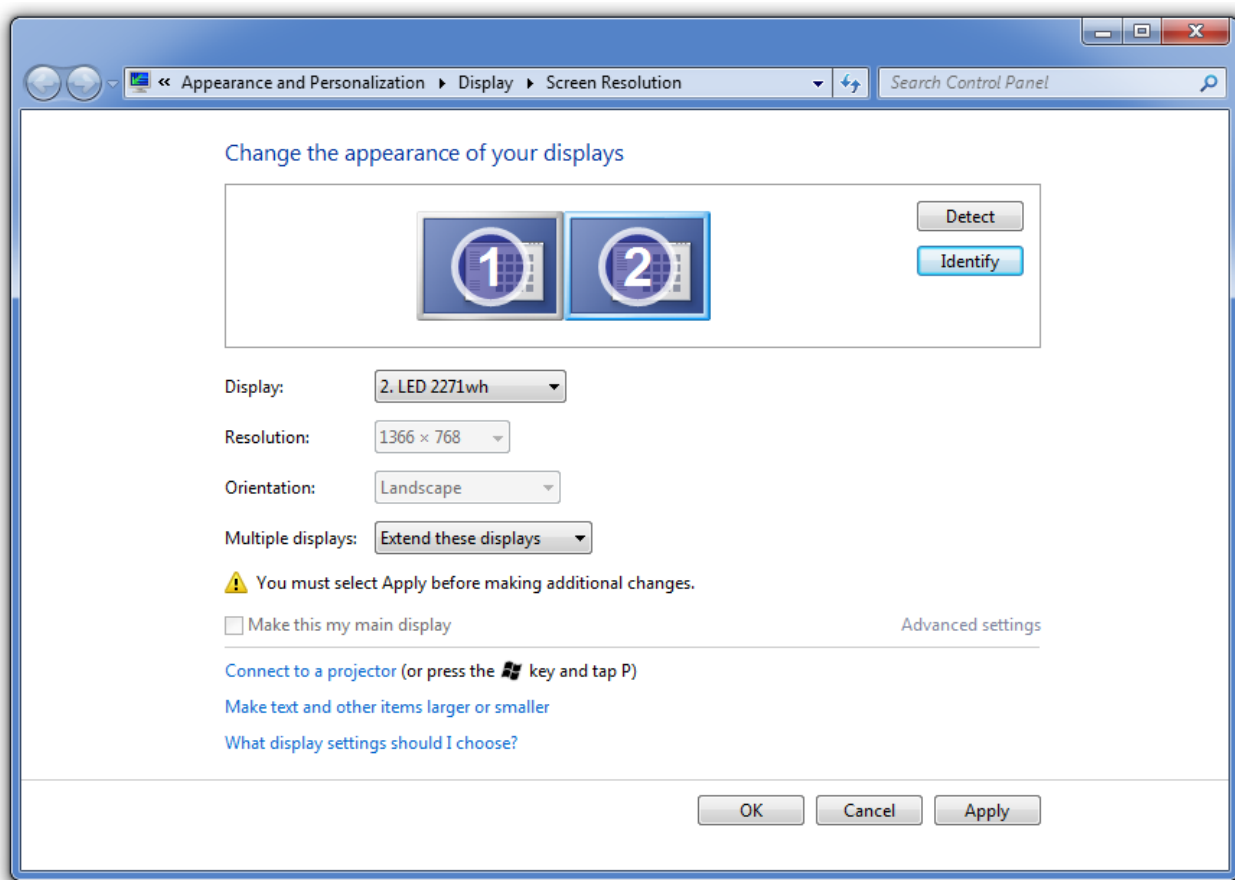 « Appearance and Personalization ▸ Display ▸ Screen Resolution
Search Control Panel
Change the appearance of your displays
1 2
Detect
Identify
Display: 2. LED 2271wh
Resolution: 1366 × 768
Orientation: Landscape
Multiple displays: Extend these displays
You must select Apply before making additional changes.
Make this my main display
Advanced settings
Connect to a projector (or press the key and tap P)
Make text and other items larger or smaller
What display settings should I choose?
OK Cancel Apply